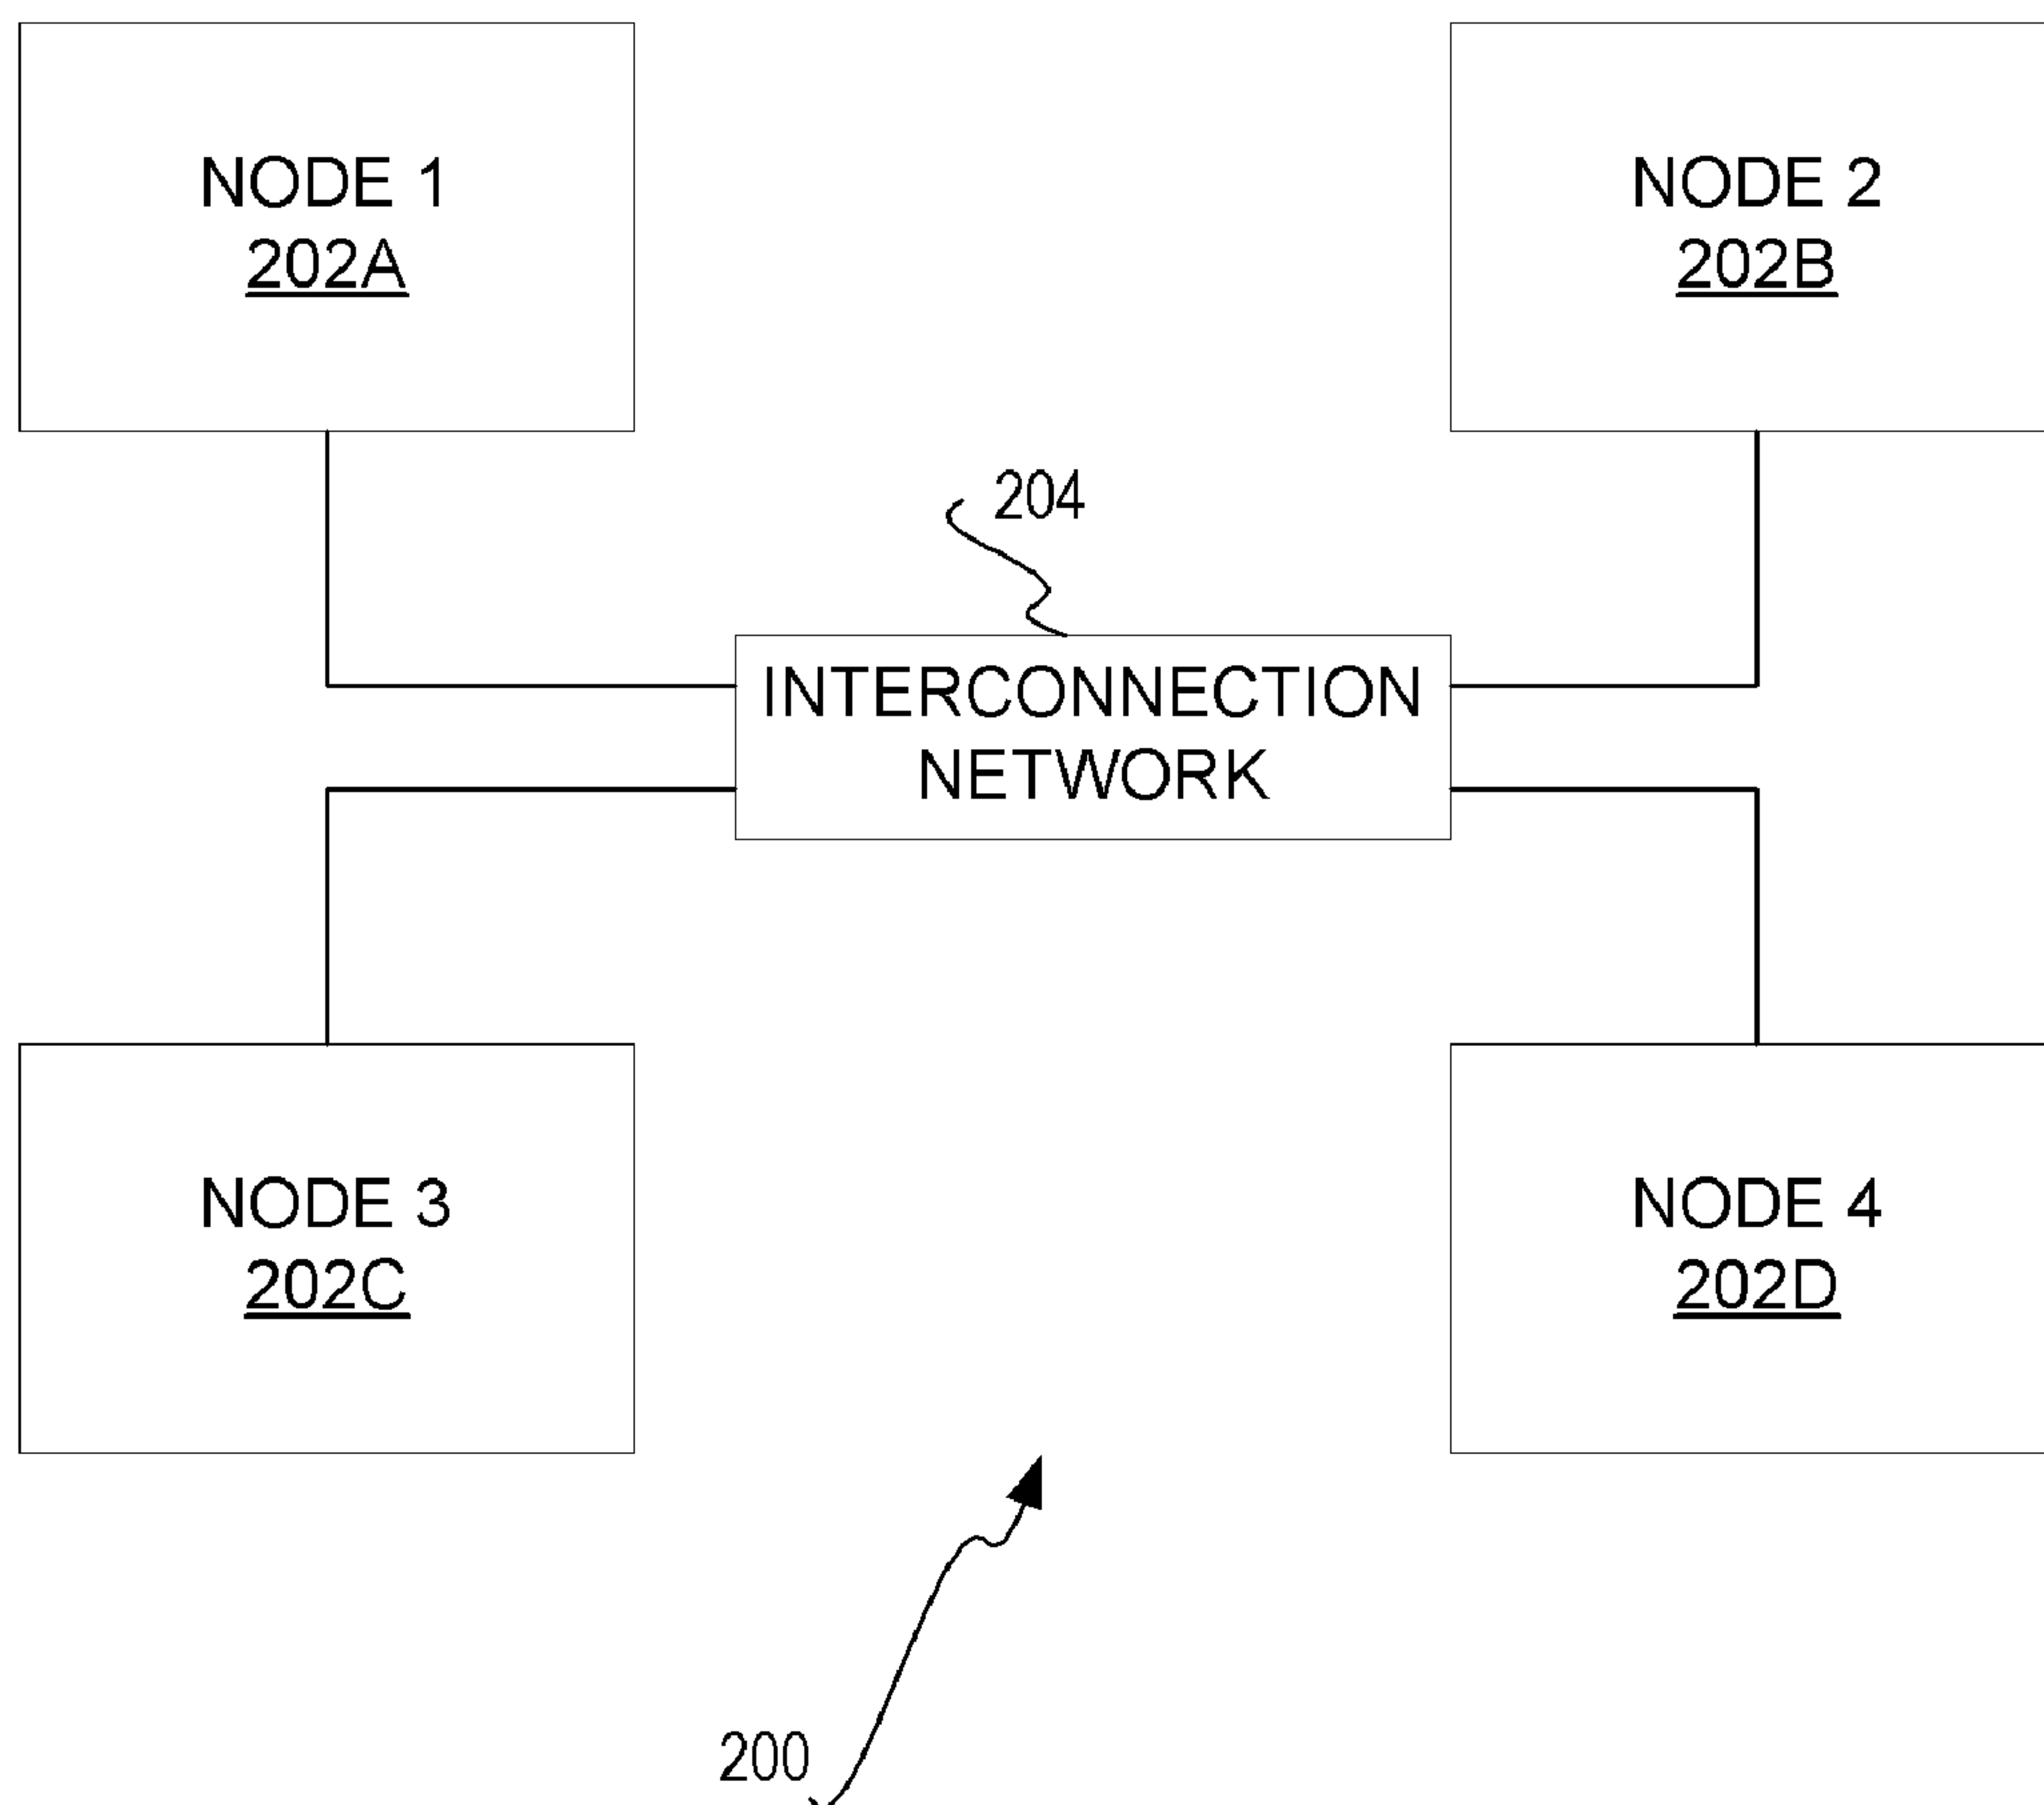 NODE 1
202A
NODE 2
202B
204
INTERCONNECTION
NETWORK
NODE 3
202C
NODE 4
202D
200